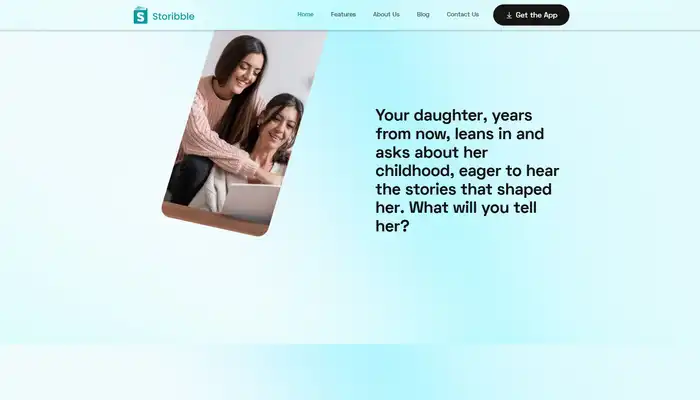 Storibble
Home
Features
About Us
Blog
Contact Us
Get the App
Your daughter, years
from now, leans in and
asks about her
childhood, eager to hear
the stories that shaped
her. What will you tell
her?